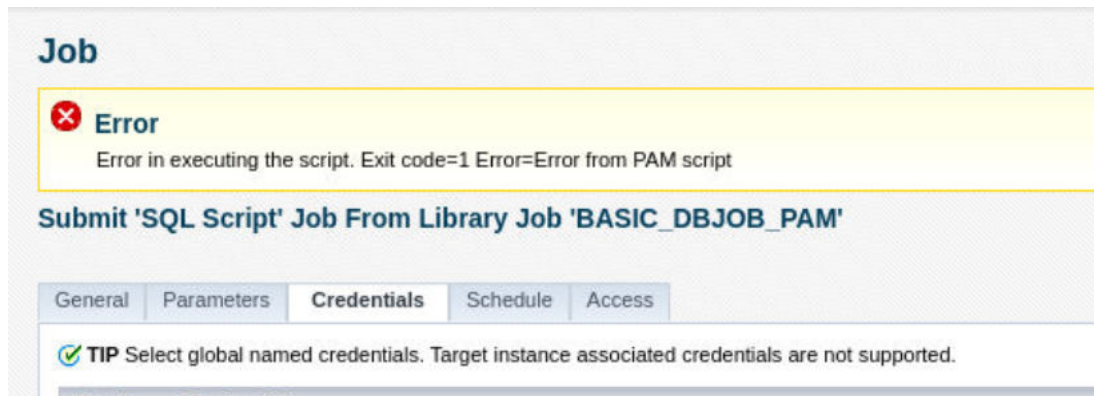 Job
Error
Error in executing the script. Exit code=1 Error=Error from PAM script
Submit 'SQL Script' Job From Library Job 'BASIC_DBJOB_PAM'
General Parameters Credentials Schedule Access
TIP Select global named credentials. Target instance associated credentials are not supported.